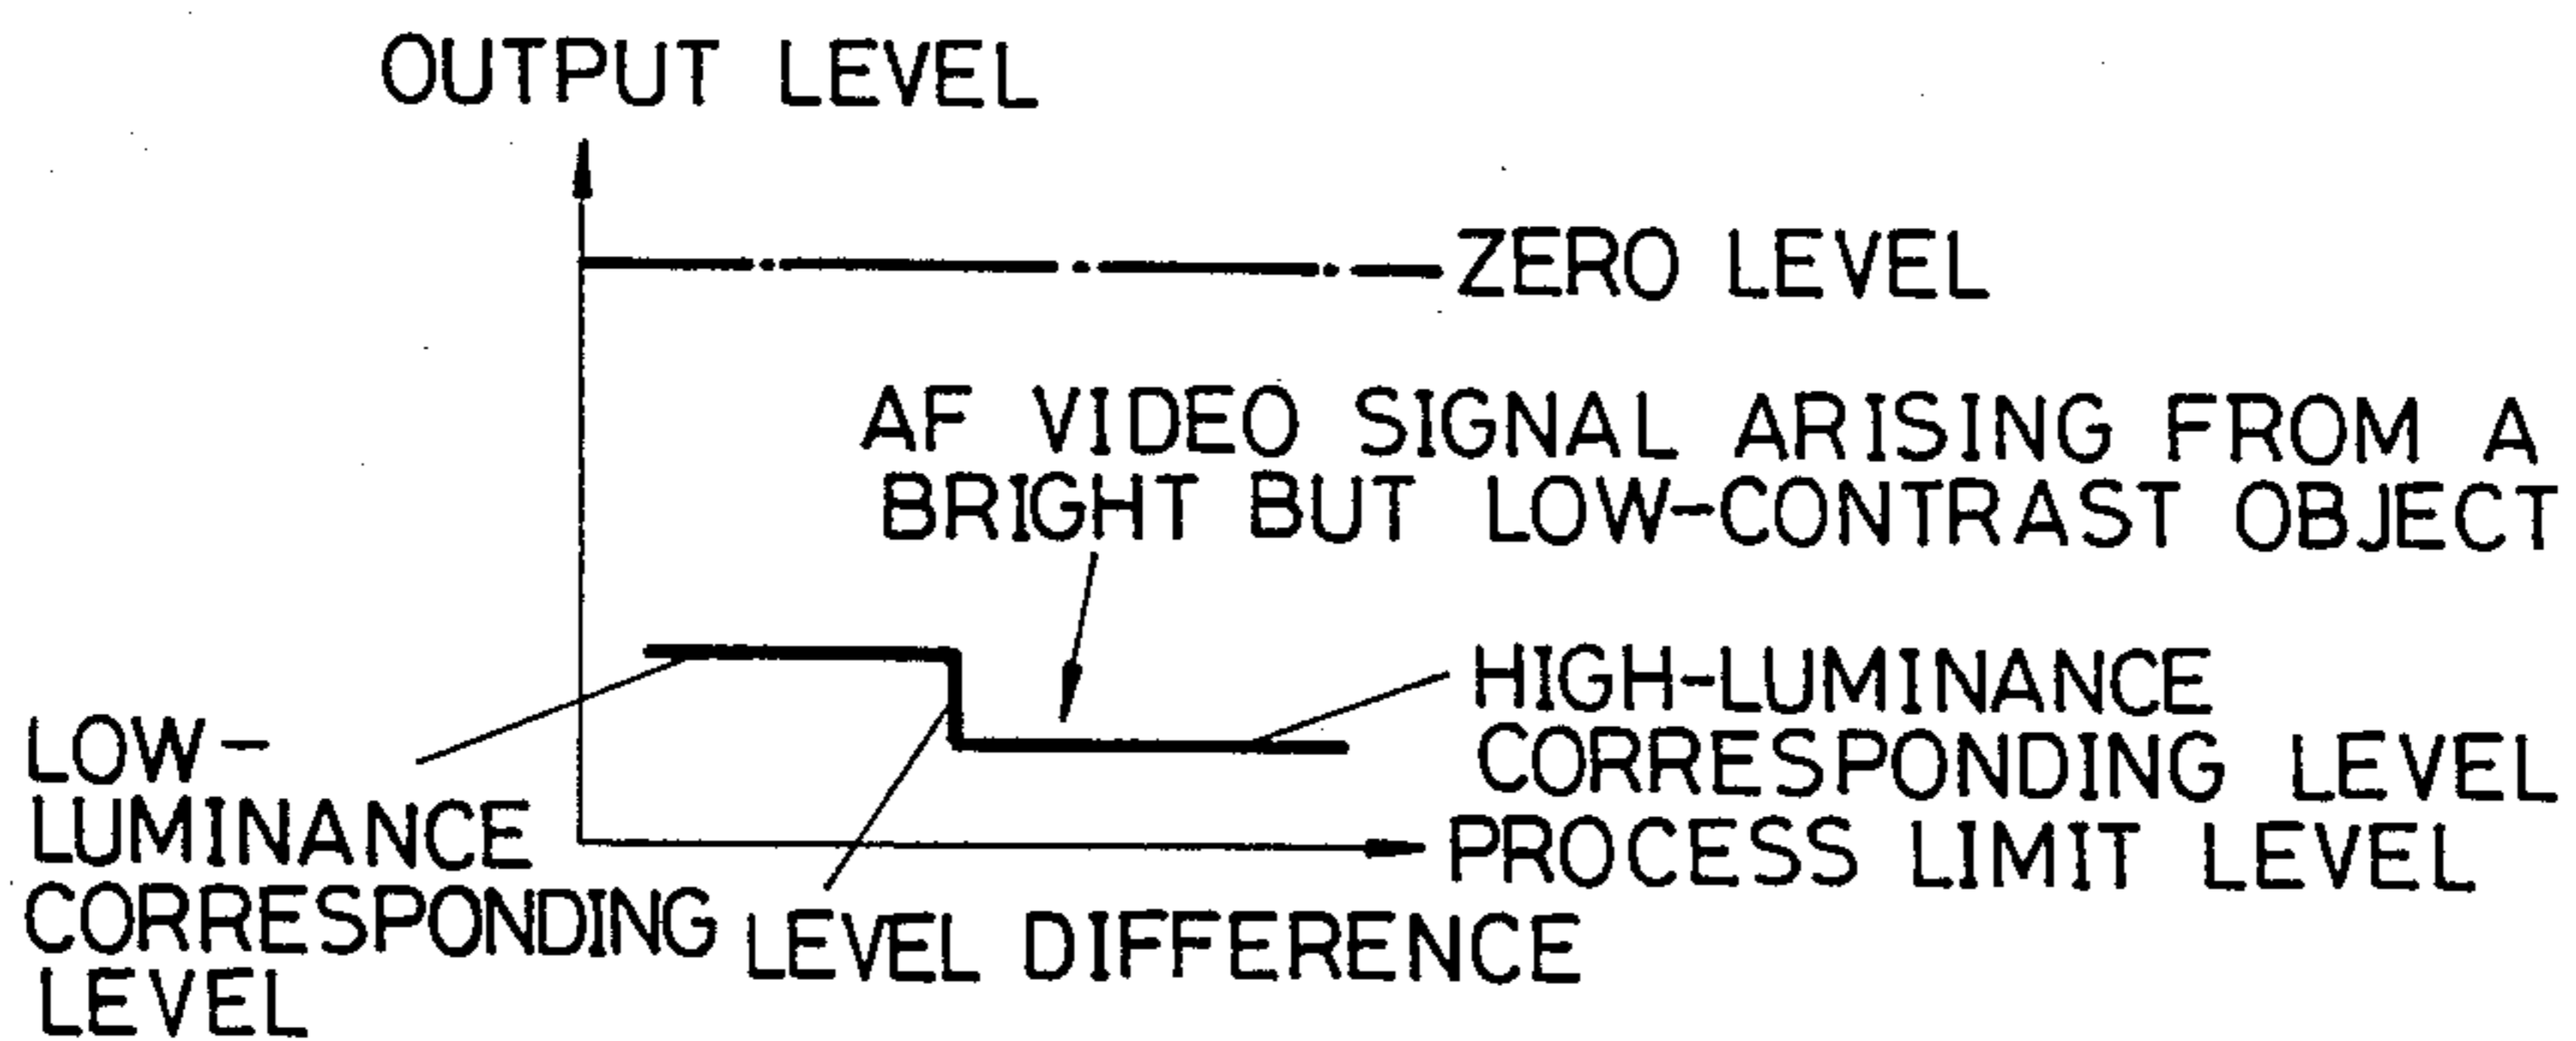 OUTPUT LEVEL
ZERO LEVEL
AF VIDEO SIGNAL ARISING FROM A
BRIGHT BUT LOW-CONTRAST OBJECT
HIGH-LUMINANCE
CORRESPONDING LEVEL
PROCESS LIMIT LEVEL
LOW-
LUMINANCE
CORRESPONDING
LEVEL
LEVEL DIFFERENCE